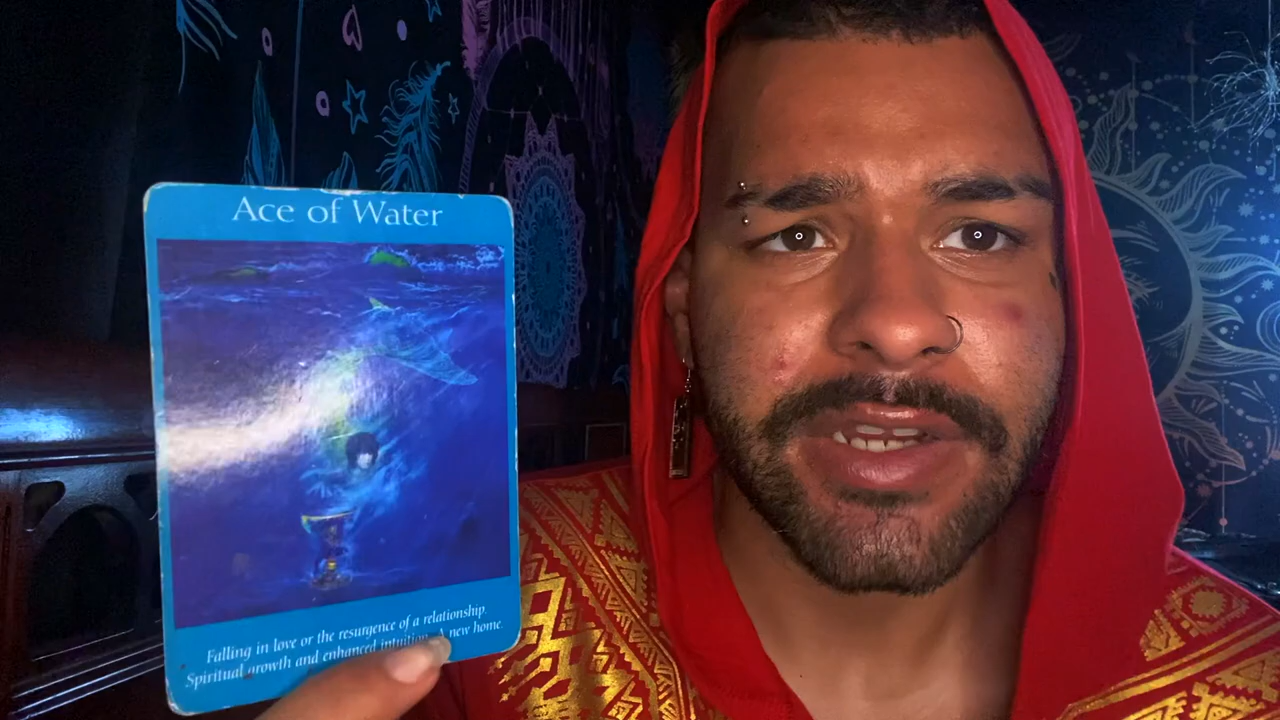 Ace of Water
Falling in love or the resurgence of a relationship.
Spiritual growth and enhanced intuition. A new home.